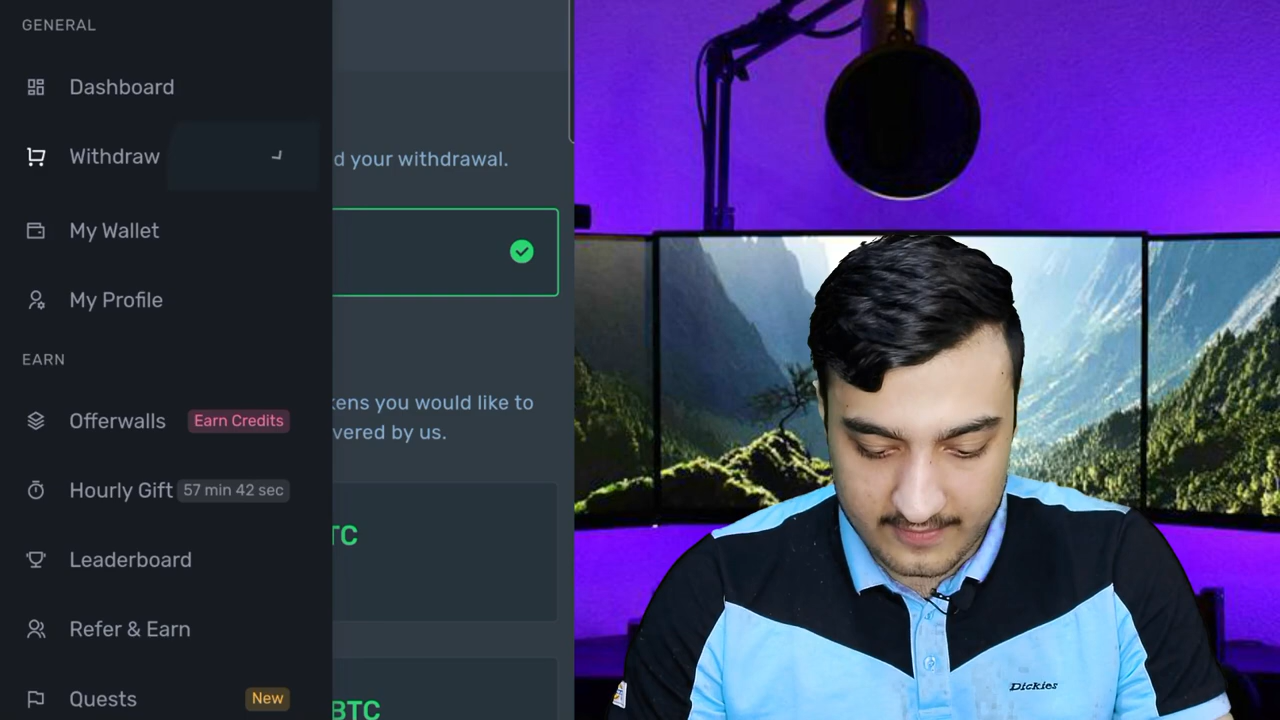 GENERAL
Dashboard
Withdraw
My Wallet
My Profile
EARN
Offerwalls Earn Credits
Hourly Gift 57 min 42 sec
Leaderboard
Refer & Earn
Quests New
d your withdrawal.
kens you would like to
vered by us.
TC
BTC
Dickies